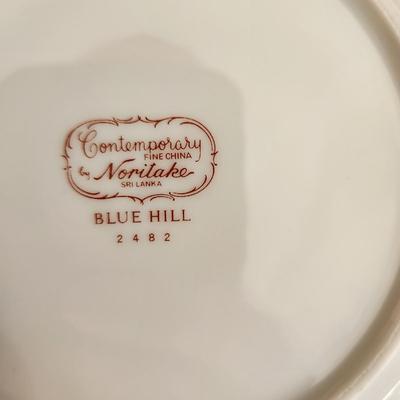 Contemporary
FINE CHINA
by Noritake
SRI LANKA
BLUE HILL
2482